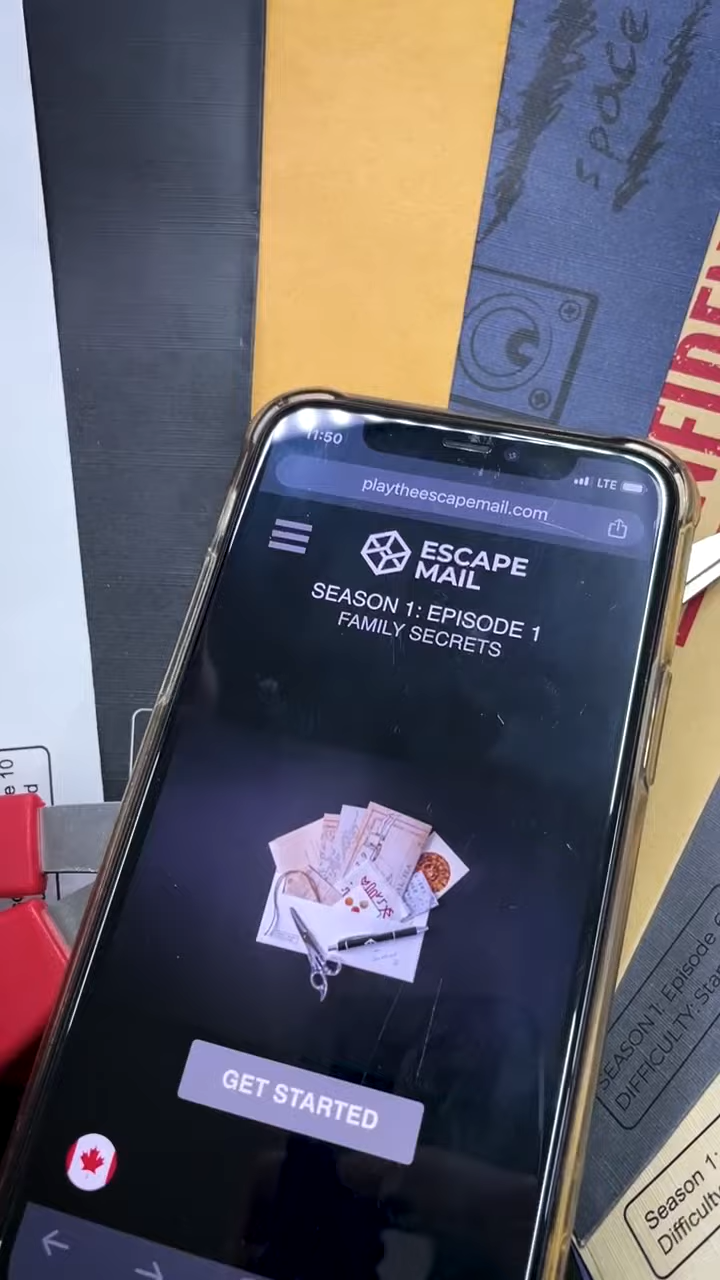 space
11:50
LTE
playtheescapemail.com
ESCAPE
MAIL
SEASON 1: EPISODE 1
FAMILY SECRETS
GET STARTED
SEASON 1: Episode
DIFFICULTY:
Season 1: